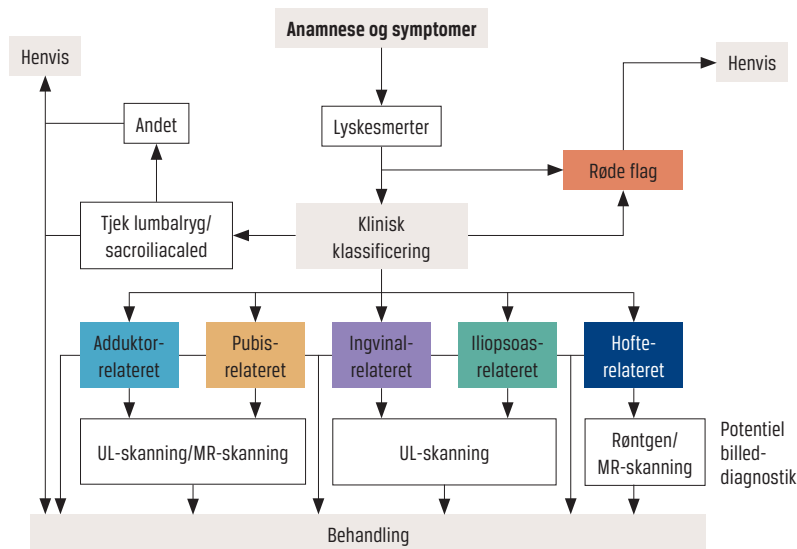 Anamnese og symptomer
Henvis
Henvis
Andet
Lyskesmerter
Røde flag
Tjek lumbalryg/
sacroiliacaled
Klinisk
klassificering
Adduktor-
relateret
Pubis-
relateret
Ingvinal-
relateret
Iliopsoas-
relateret
Hofte-
relateret
UL-skanning/MR-skanning
UL-skanning
Røntgen/
MR-skanning
Potentiel
billed-
diagnostik
Behandling